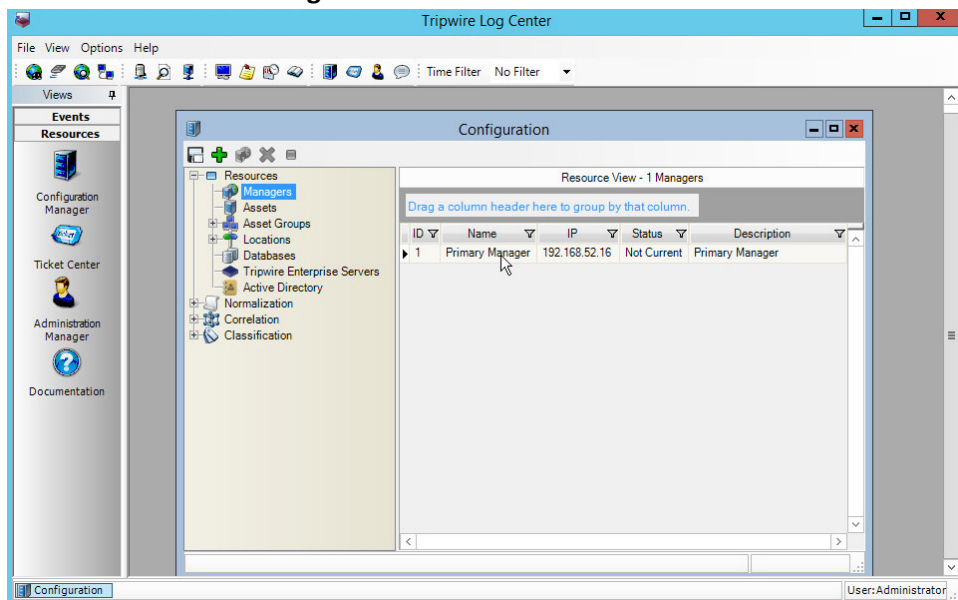 Tripwire Log Center
File View Options Help
Time Filter No Filter
Views
Events
Resources
Configuration
Manager
Ticket Center
Administration
Manager
Documentation
Configuration
Resources
Managers
Assets
Asset Groups
Locations
Databases
Tripwire Enterprise Servers
Active Directory
Normalization
Correlation
Classification
Resource View - 1 Managers
Drag a column header here to group by that column.
ID Name IP Status Description
1 Primary Manager 192.168.52.16 Not Current Primary Manager
Configuration
User:Administrator